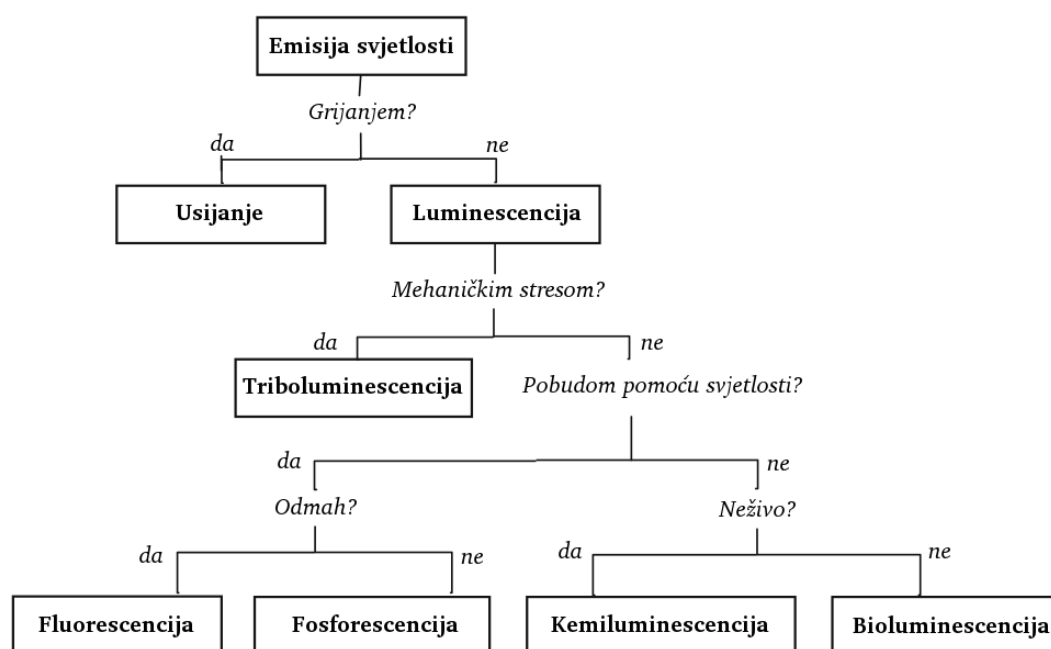 Emisija svjetlosti
Grijanjem?
da
ne
Usijanje
Luminescencija
Mehaničkim stresom?
da
ne
Triboluminescencija
Pobudom pomoću svjetlosti?
da
ne
Odmah?
Neživo?
da
ne
da
ne
Fluorescencija
Fosforescencija
Kemiluminescencija
Bioluminescencija